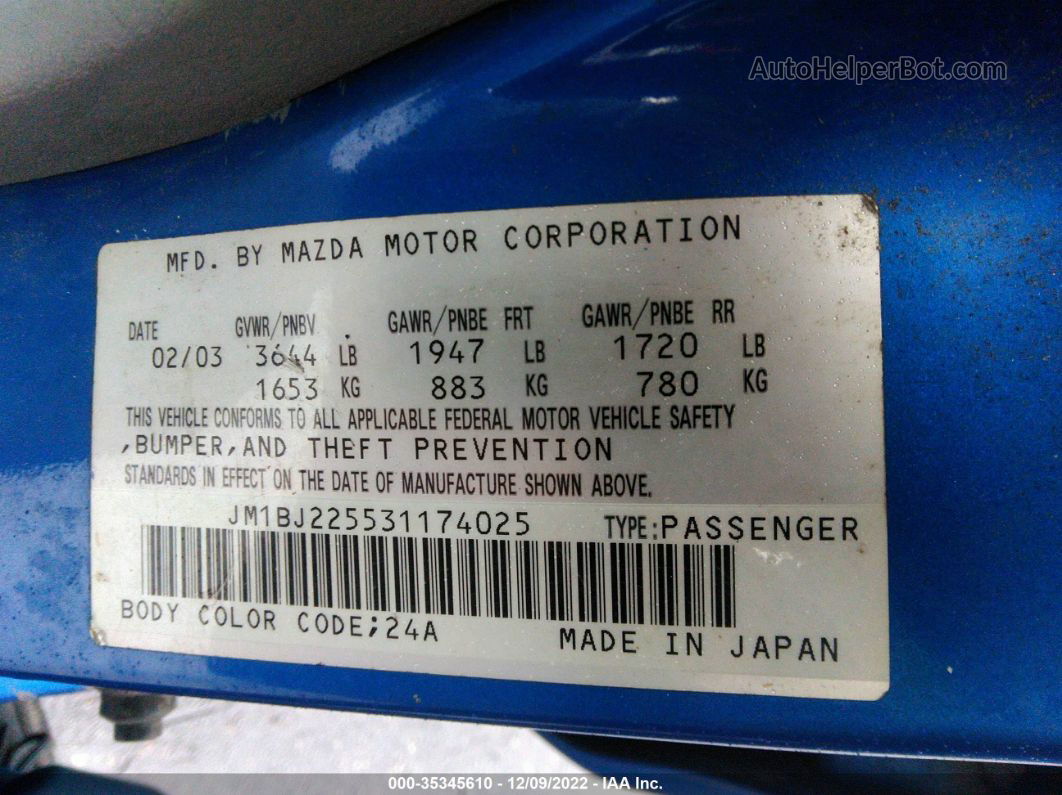 AutoHelperBot.com
MFD. BY MAZDA MOTOR CORPORATION
DATE GVWR/PNBV . GAWR/PNBE FRT GAWR/PNBE RR
02/03 3644 LB 1947 LB 1720 LB
1653 KG 883 KG 780 KG
THIS VEHICLE CONFORMS TO ALL APPLICABLE FEDERAL MOTOR VEHICLE SAFETY
,BUMPER,AND THEFT PREVENTION
STANDARDS IN EFFECT ON THE DATE OF MANUFACTURE SHOWN ABOVE.
JM1BJ225531174025 TYPE:PASSENGER
BODY COLOR CODE;24A MADE IN JAPAN
000-35345610 - 12/09/2022 - IAA Inc.